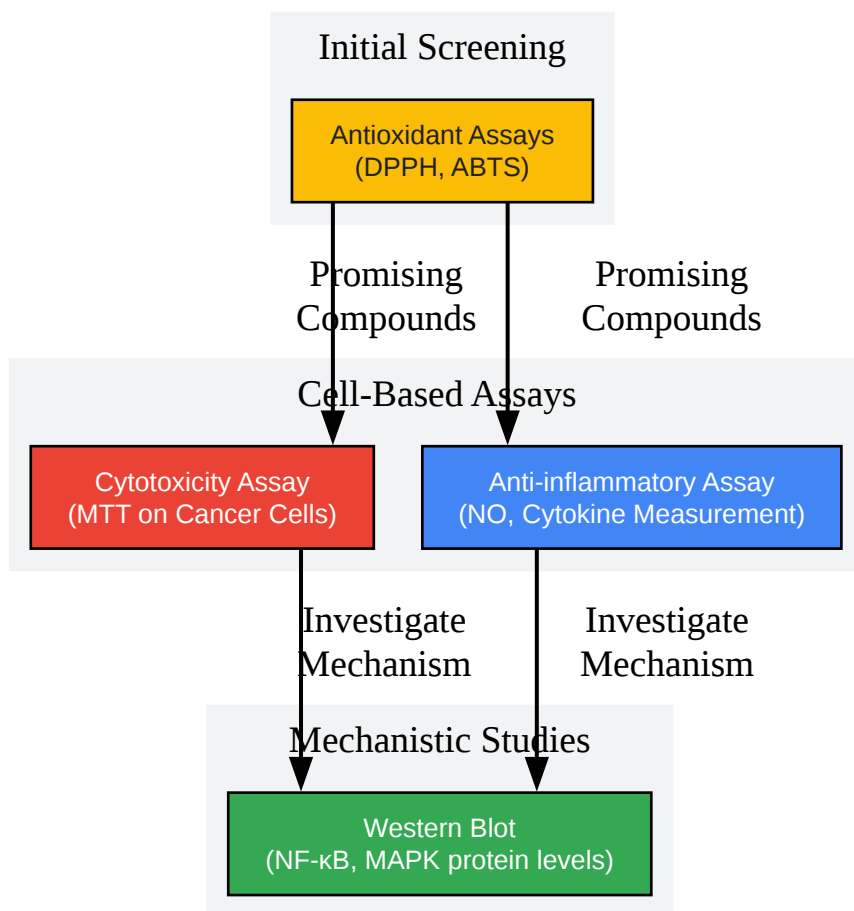 Initial Screening
Antioxidant Assays
(DPPH, ABTS)
Promising
Compounds
Promising
Compounds
Cell-Based Assays
Cytotoxicity Assay
(MTT on Cancer Cells)
Anti-inflammatory Assay
(NO, Cytokine Measurement)
Investigate
Mechanism
Investigate
Mechanism
Mechanistic Studies
Western Blot
(NF-κB, MAPK protein levels)